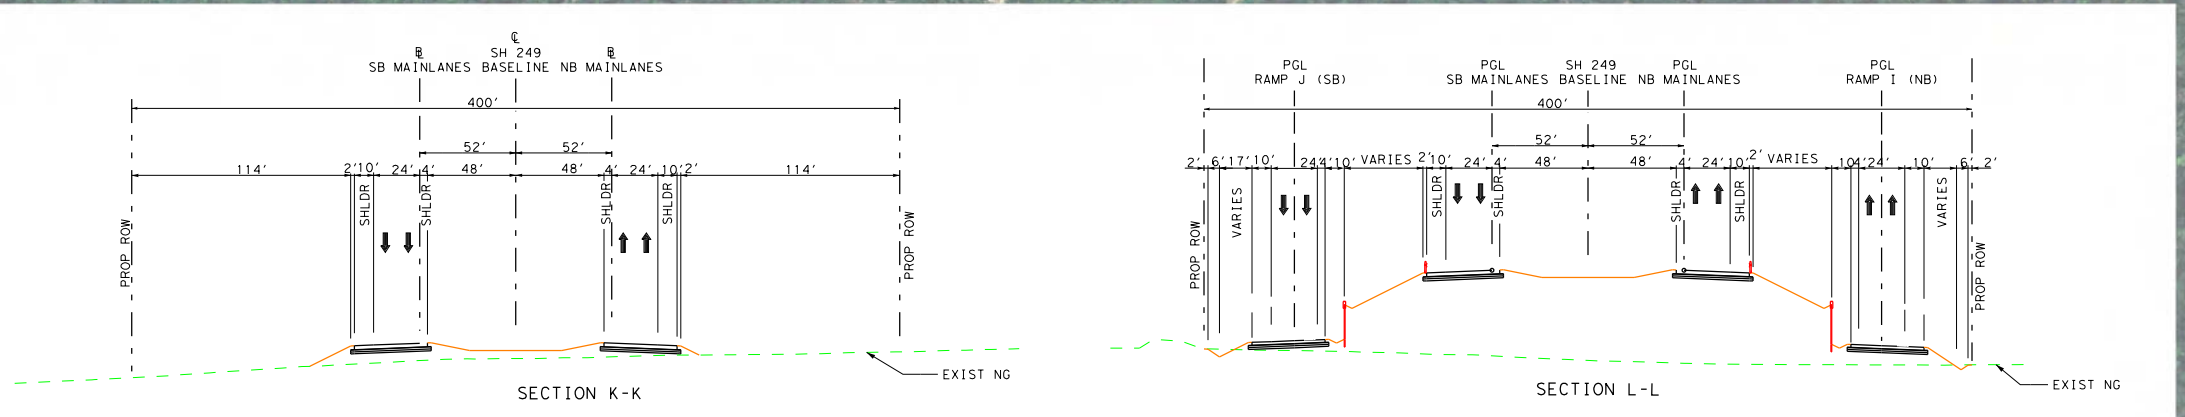 ℄
SH 249
SB MAINLANES BASELINE NB MAINLANES
400'
52' 52'
114' 2' 10' 24' 4' 48' 48' 4' 24' 10' 2' 114'
SHLDR SHLDR SHLDR SHLDR
PROP ROW PROP ROW
EXIST NG
SECTION K-K
PGL PGL SH 249 PGL PGL
RAMP J (SB) SB MAINLANES BASELINE NB MAINLANES RAMP I (NB)
400'
52' 52'
2' 6' 17' 10' 24' 4' 10' VARIES 2' 10' 24' 4' 48' 48' 4' 24' 10' 2' VARIES 10' 4' 24' 10' 6' 2'
VARIES SHLDR SHLDR SHLDR SHLDR VARIES
PROP ROW PROP ROW
EXIST NG
SECTION L-L